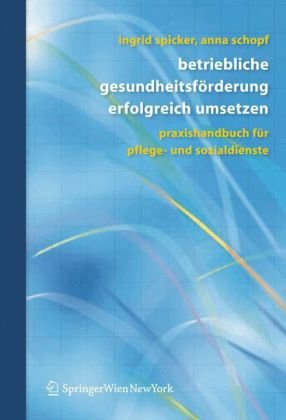 ingrid spicker, anna schopf
betriebliche
gesundheitsförderung
erfolgreich umsetzen
praxishandbuch für
pflege- und sozialdienste
SpringerWienNewYork